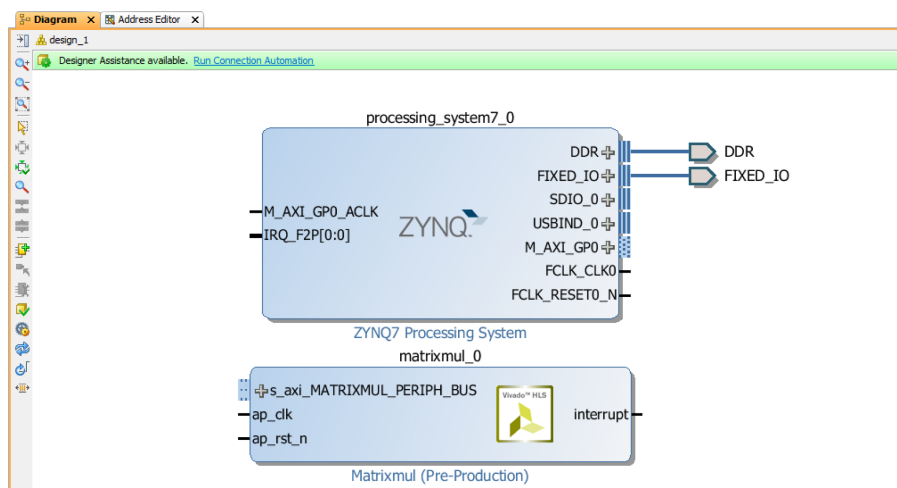 Diagram X Address Editor X
design_1
Designer Assistance available. Run Connection Automation
processing_system7_0
DDR
DDR
FIXED_IO
FIXED_IO
SDIO_0
M_AXI_GP0_ACLK
ZYNQ
USBIND_0
IRQ_F2P[0:0]
M_AXI_GP0
FCLK_CLK0
FCLK_RESET0_N
ZYNQ7 Processing System
matrixmul_0
s_axi_MATRIXMUL_PERIPH_BUS
Vivado™ HLS
ap_clk
interrupt
ap_rst_n
Matrixmul (Pre-Production)